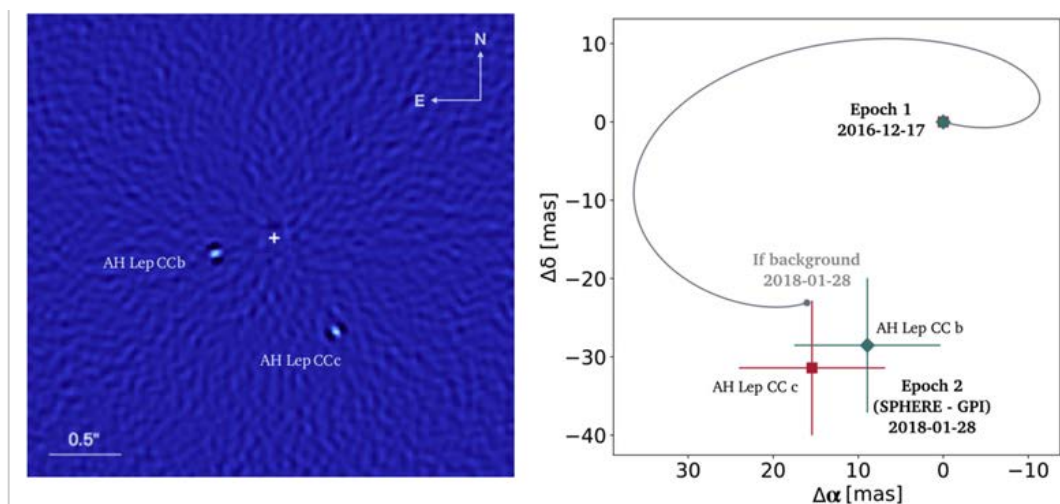 N
E
AH Lep CCb
AH Lep CCc
0.5"
10
0
−10
−20
−30
−40
Δδ [mas]
Epoch 1
2016-12-17
If background
2018-01-28
AH Lep CC b
AH Lep CC c
Epoch 2
(SPHERE - GPI)
2018-01-28
30 20 10 0 −10
Δα [mas]